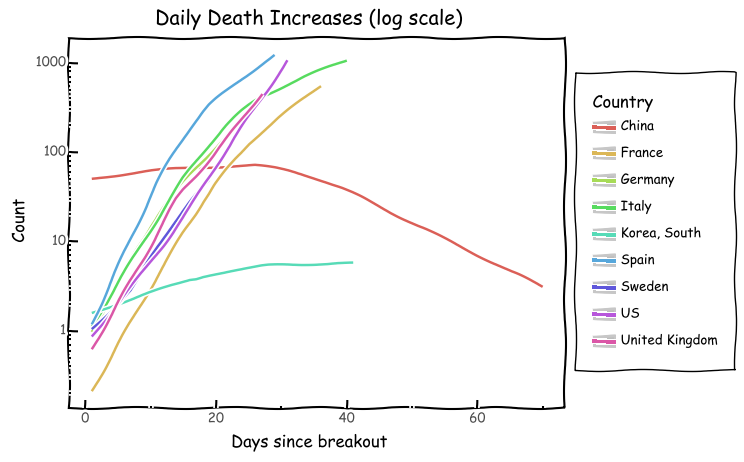 Daily Death Increases (log scale)
1000
100
10
1
Count
0 20 40 60
Days since breakout
Country
China
France
Germany
Italy
Korea, South
Spain
Sweden
US
United Kingdom